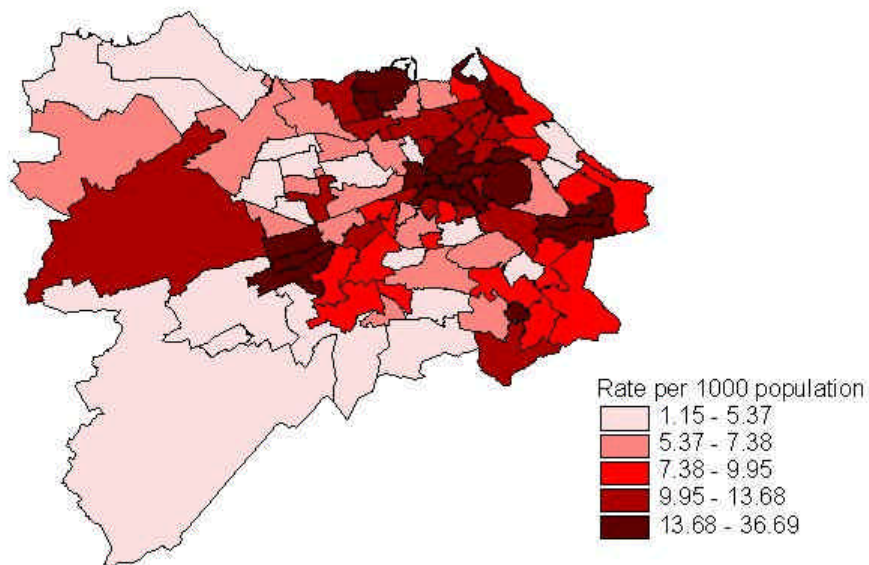 Rate per 1000 population
1.15 - 5.37
5.37 - 7.38
7.38 - 9.95
9.95 - 13.68
13.68 - 36.69